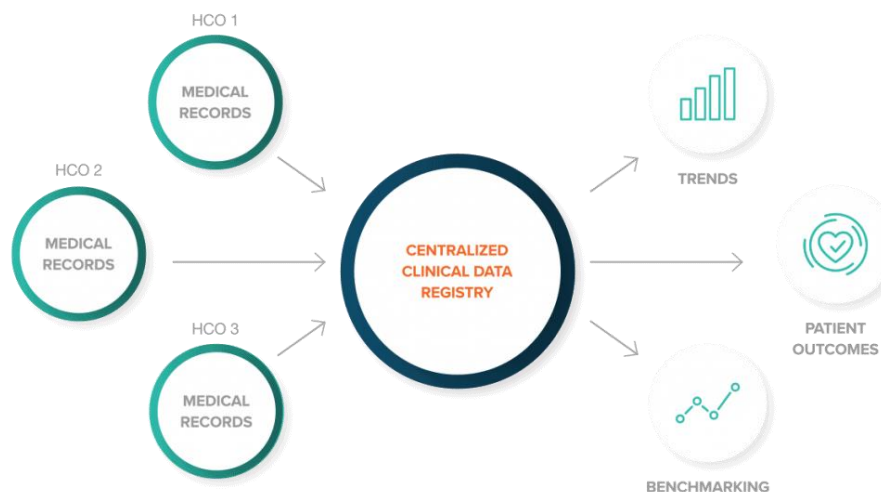 HCO 1
MEDICAL
RECORDS
HCO 2
MEDICAL
RECORDS
HCO 3
MEDICAL
RECORDS
CENTRALIZED
CLINICAL DATA
REGISTRY
TRENDS
PATIENT
OUTCOMES
BENCHMARKING